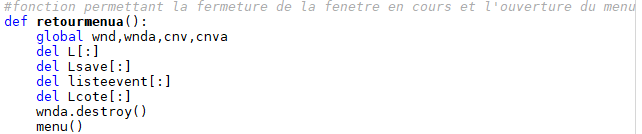 #fonction permettant la fermeture de la fenetre en cours et l'ouverture du menu
def retourmenua():
    global wnd,wnda,cnv,cnva
    del L[:]
    del Lsave[:]
    del listeevent[:]
    del Lcote[:]
    wnda.destroy()
    menu()